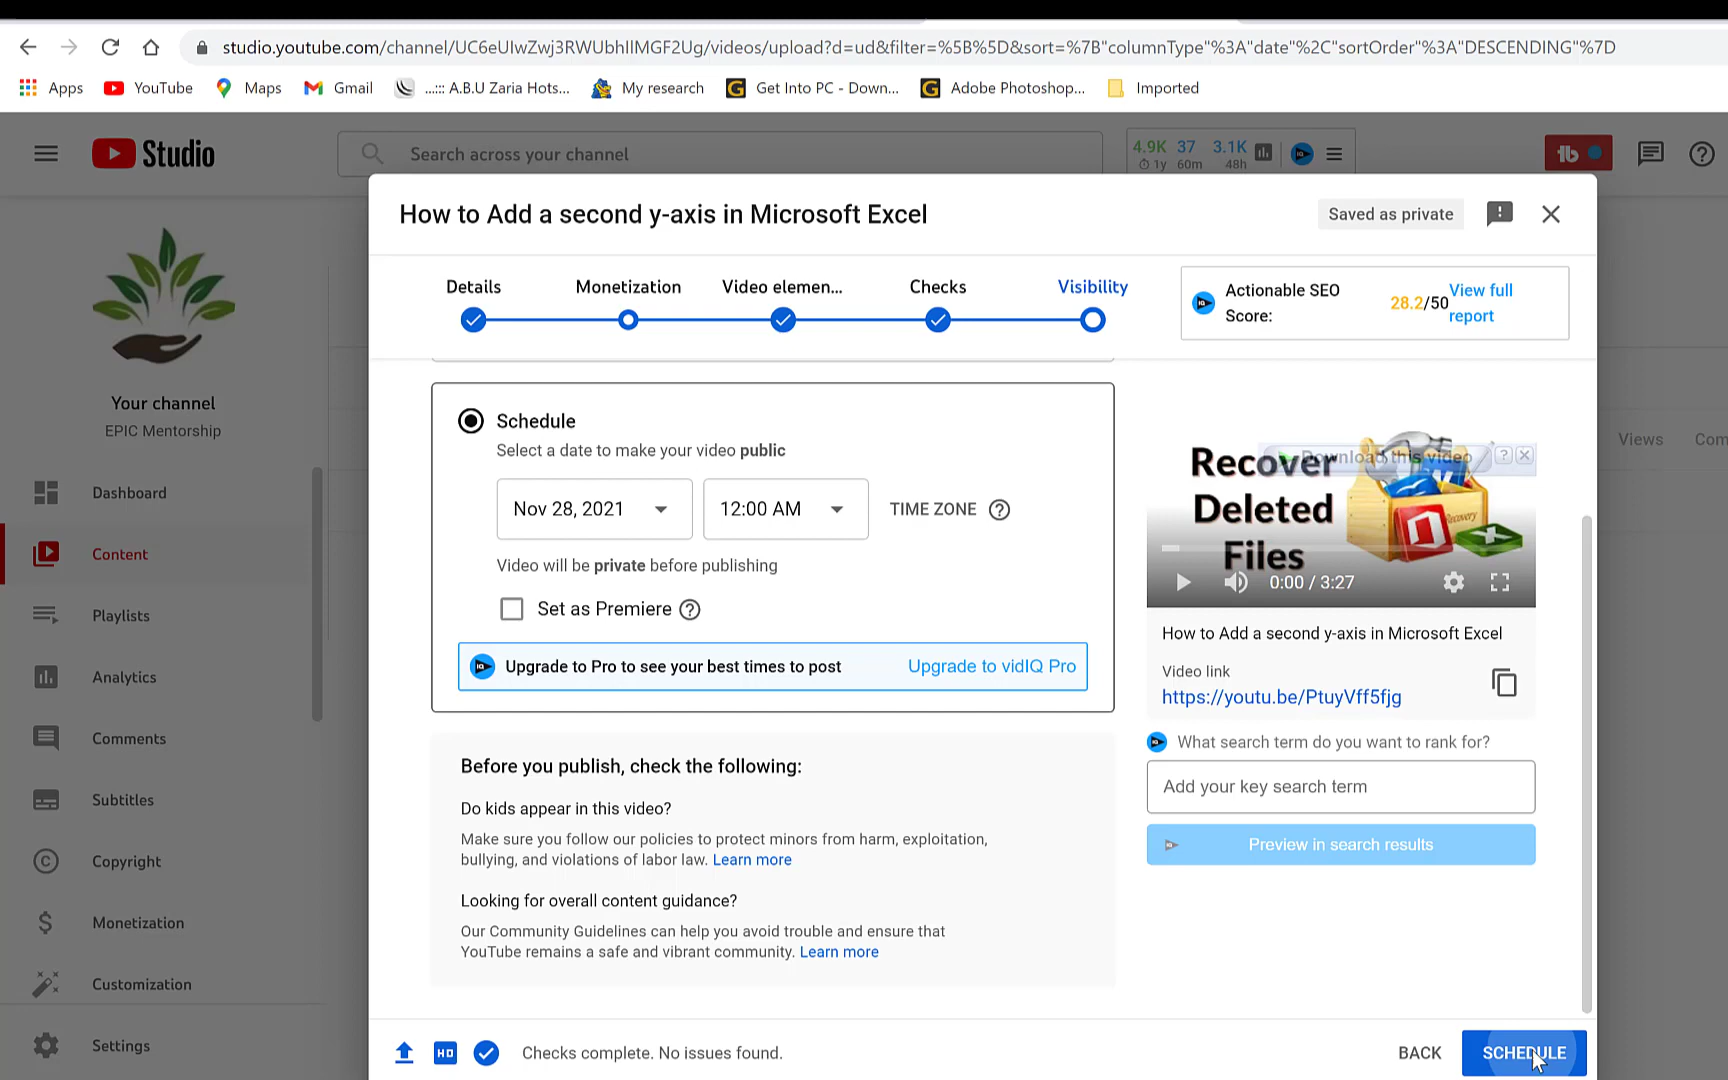 studio.youtube.com/channel/UC6eUIwZwj3RWUbhIIMGF2Ug/videos/upload?d=ud&filter=%5B%5D&sort=%7B"columnType"%3A"date"%2C"sortOrder"%3A"DESCENDING"%7D
Apps YouTube Maps Gmail ...:: A.B.U Zaria Hots... My research Get Into PC - Down... Adobe Photoshop... Imported
Studio
Search across your channel
4.9K 37 3.1K
1y 60m 48h
How to Add a second y-axis in Microsoft Excel
Saved as private
Details Monetization Video elemen... Checks Visibility
Actionable SEO Score: 28.2/50 View full report
Your channel
EPIC Mentorship
Dashboard
Content
Playlists
Analytics
Comments
Subtitles
Copyright
Monetization
Customization
Settings
Views Com
Schedule
Select a date to make your video public
Nov 28, 2021 12:00 AM TIME ZONE
Video will be private before publishing
Set as Premiere
Upgrade to Pro to see your best times to post Upgrade to vidIQ Pro
Before you publish, check the following:
Do kids appear in this video?
Make sure you follow our policies to protect minors from harm, exploitation,
bullying, and violations of labor law. Learn more
Looking for overall content guidance?
Our Community Guidelines can help you avoid trouble and ensure that
YouTube remains a safe and vibrant community. Learn more
Recover
Deleted
Files
Download this video
Recovery
0:00 / 3:27
How to Add a second y-axis in Microsoft Excel
Video link
https://youtu.be/PtuyVff5fjg
What search term do you want to rank for?
Add your key search term
Preview in search results
HD
Checks complete. No issues found.
BACK SCHEDULE